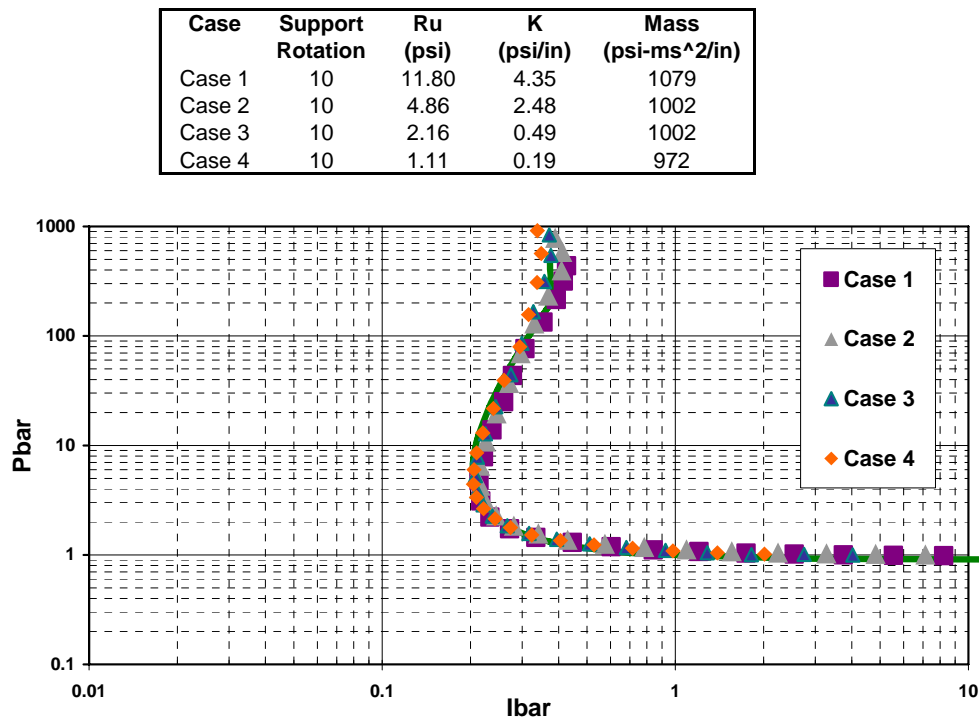 Case Support Ru K Mass
Rotation (psi) (psi/in) (psi-ms^2/in)
Case 1 10 11.80 4.35 1079
Case 2 10 4.86 2.48 1002
Case 3 10 2.16 0.49 1002
Case 4 10 1.11 0.19 972
1000
100
10
1
0.1
Pbar
0.01 0.1 1 10
Ibar
Case 1
Case 2
Case 3
Case 4